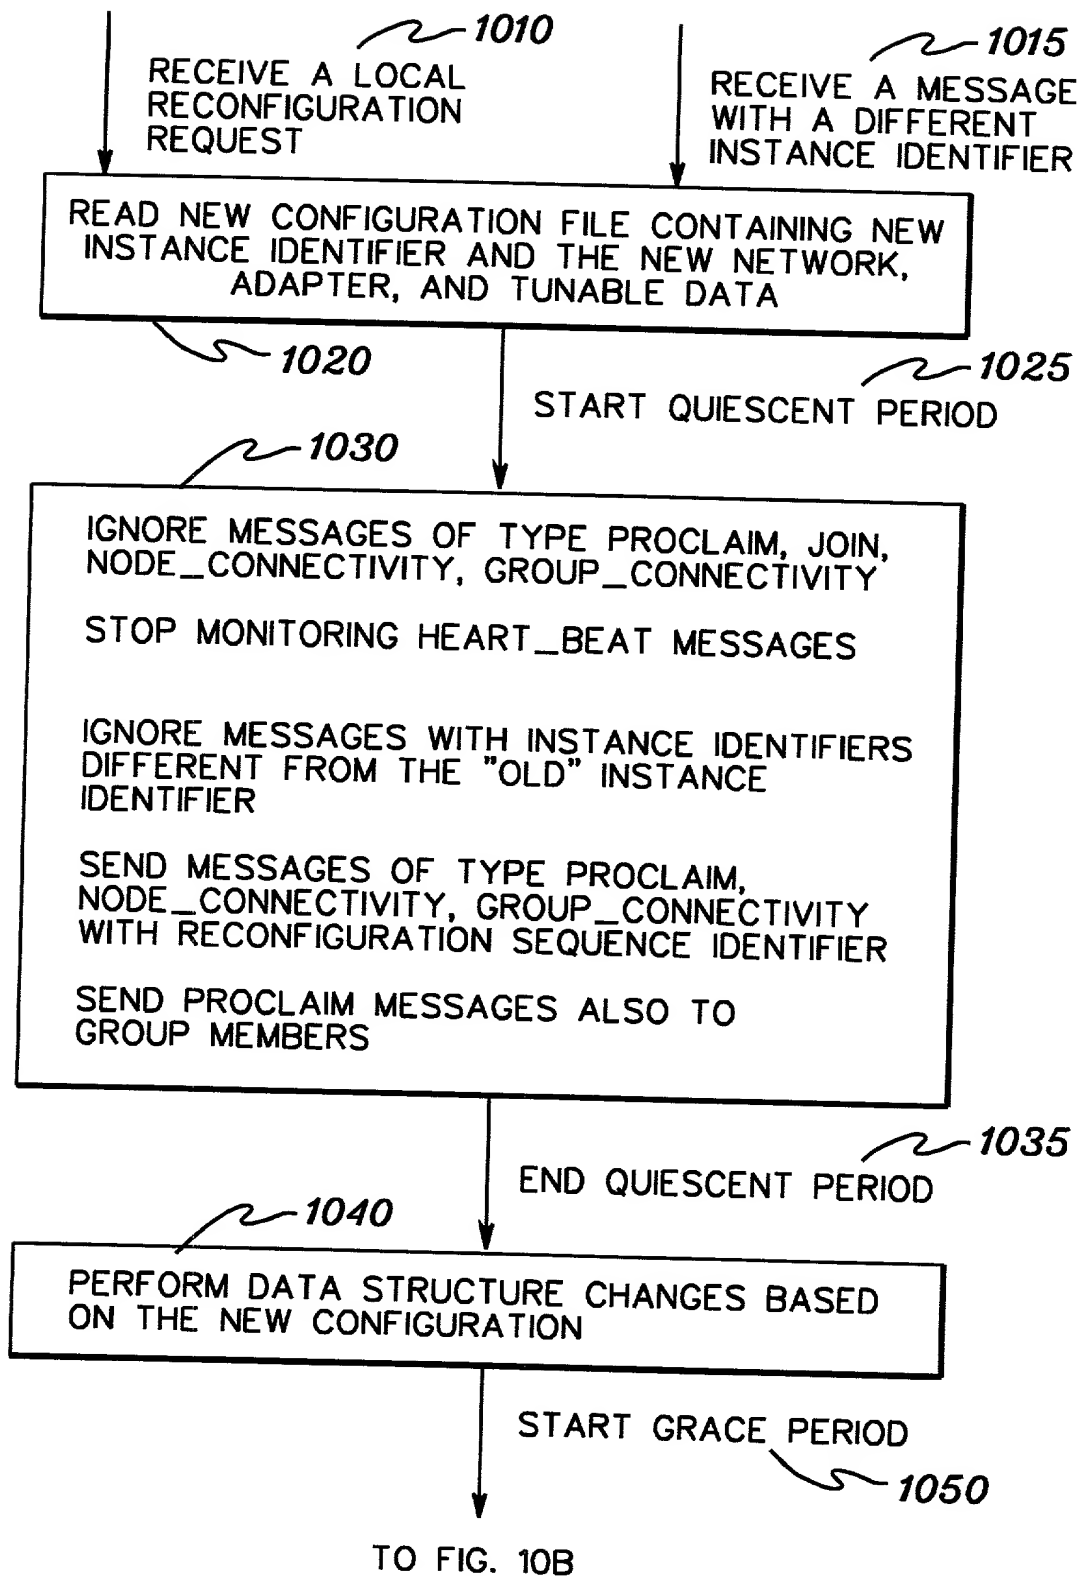 1010
RECEIVE A LOCAL
RECONFIGURATION
REQUEST
1015
RECEIVE A MESSAGE
WITH A DIFFERENT
INSTANCE IDENTIFIER
READ NEW CONFIGURATION FILE CONTAINING NEW
INSTANCE IDENTIFIER AND THE NEW NETWORK,
ADAPTER, AND TUNABLE DATA
1020
1025
START QUIESCENT PERIOD
1030
IGNORE MESSAGES OF TYPE PROCLAIM, JOIN,
NODE_CONNECTIVITY, GROUP_CONNECTIVITY
STOP MONITORING HEART_BEAT MESSAGES
IGNORE MESSAGES WITH INSTANCE IDENTIFIERS
DIFFERENT FROM THE "OLD" INSTANCE
IDENTIFIER
SEND MESSAGES OF TYPE PROCLAIM,
NODE_CONNECTIVITY, GROUP_CONNECTIVITY
WITH RECONFIGURATION SEQUENCE IDENTIFIER
SEND PROCLAIM MESSAGES ALSO TO
GROUP MEMBERS
1035
END QUIESCENT PERIOD
1040
PERFORM DATA STRUCTURE CHANGES BASED
ON THE NEW CONFIGURATION
START GRACE PERIOD
1050
TO FIG. 10B